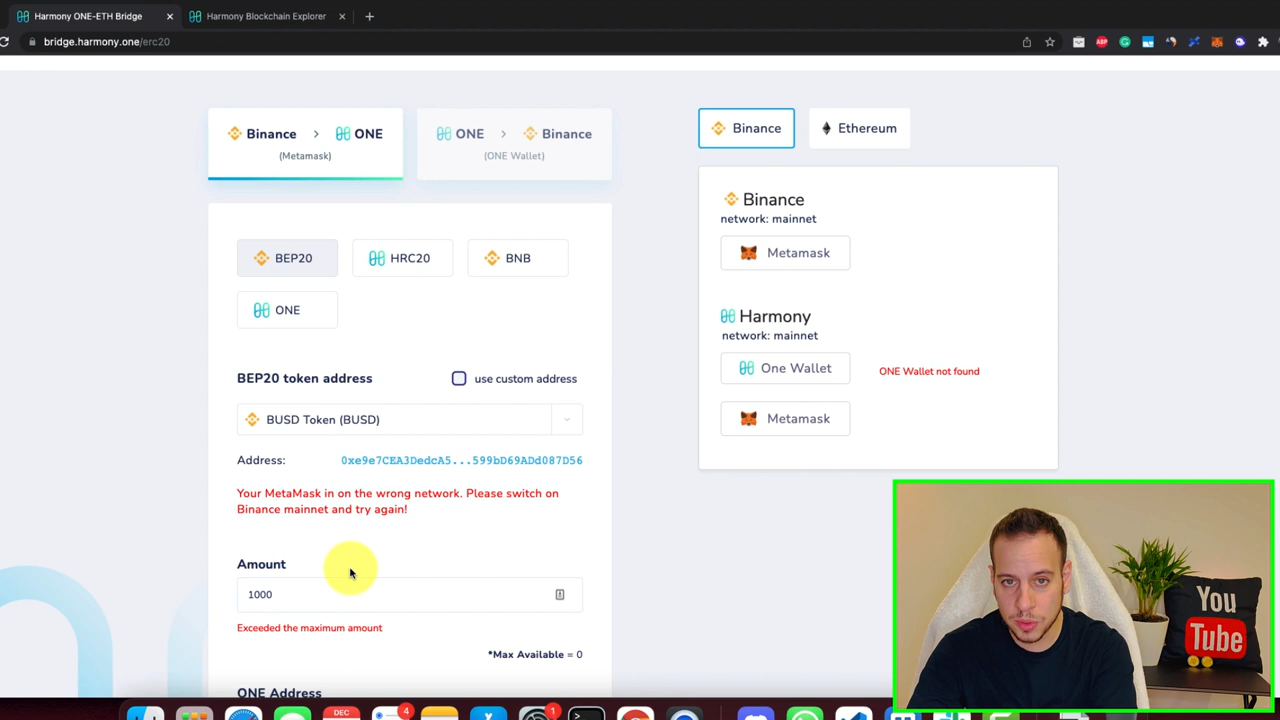 Harmony ONE-ETH Bridge
Harmony Blockchain Explorer
bridge.harmony.one/erc20
Binance > ONE
(Metamask)
ONE > Binance
(ONE Wallet)
Binance
Ethereum
BEP20
HRC20
BNB
ONE
BEP20 token address
use custom address
BUSD Token (BUSD)
Address:
0xe9e7CEA3DedcA5...599bD69ADd087D56
Your MetaMask in on the wrong network. Please switch on
Binance mainnet and try again!
Amount
1000
Exceeded the maximum amount
*Max Available = 0
ONE Address
Binance
network: mainnet
Metamask
Harmony
network: mainnet
One Wallet
ONE Wallet not found
Metamask
You
Tube
ABP
DEC
4
1